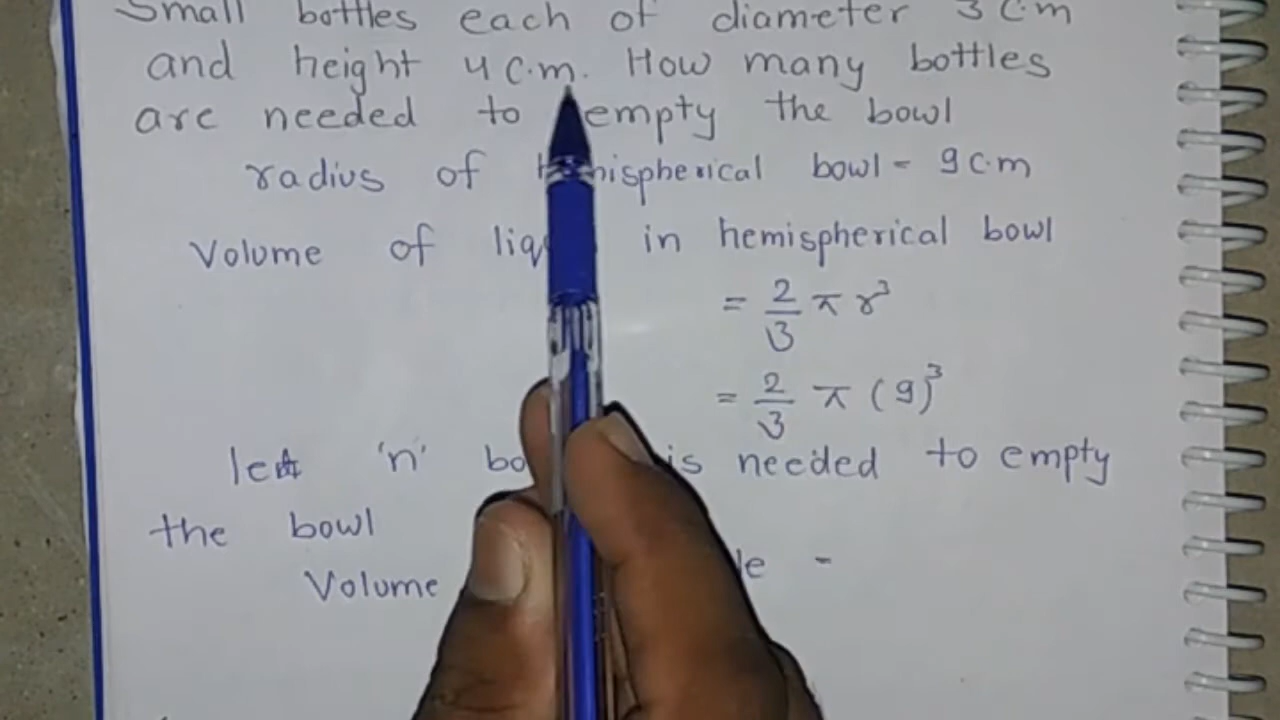 Small bottles each of diameter 3 c.m
and height 4 c.m. How many bottles
are needed to empty the bowl
radius of bowl - 9 c.m
Volume of in hemispherical bowl
= 2/3 π r³
= 2/3 π (9)³
let 'n' is needed to empty
the bowl
Volume -